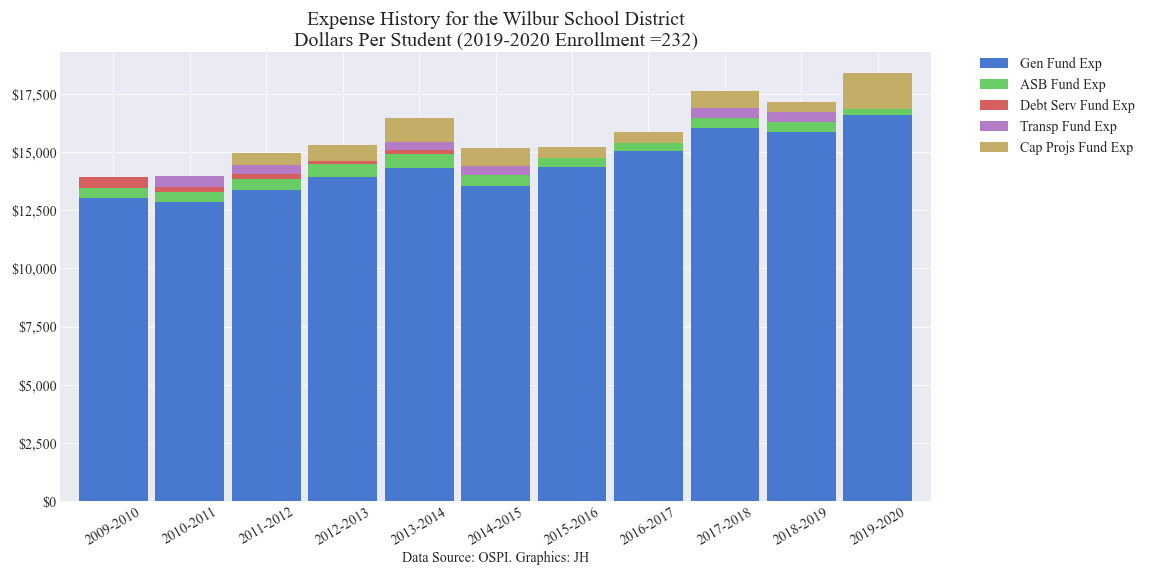 Expense History for the Wilbur School District
Dollars Per Student (2019-2020 Enrollment =232)
Gen Fund Exp
ASB Fund Exp
Debt Serv Fund Exp
Transp Fund Exp
Cap Projs Fund Exp
$17,500
$15,000
$12,500
$10,000
$7,500
$5,000
$2,500
$0
2009-2010
2010-2011
2011-2012
2012-2013
2013-2014
2014-2015
2015-2016
2016-2017
2017-2018
2018-2019
2019-2020
Data Source: OSPI. Graphics: JH